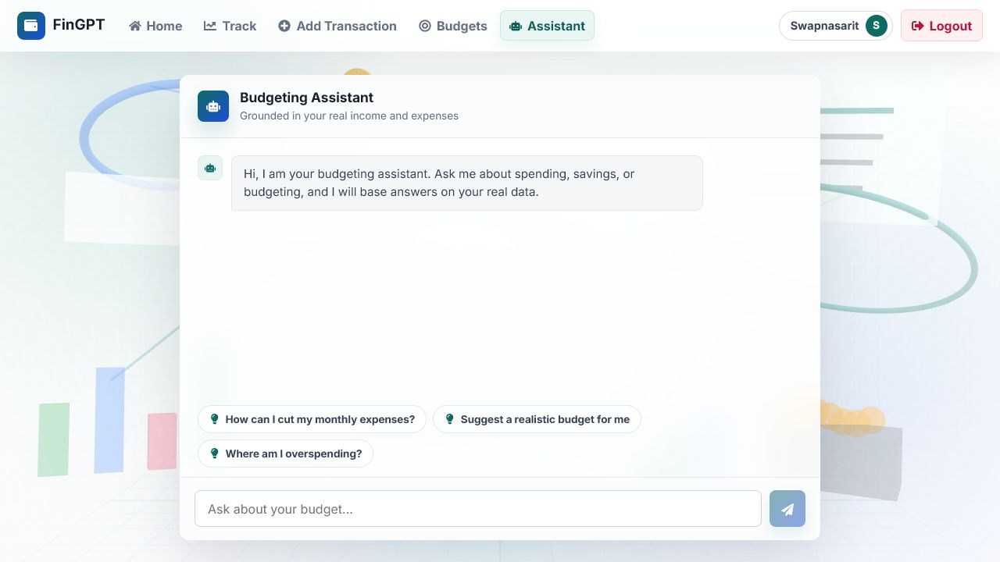 FinGPT
Home
Track
Add Transaction
Budgets
Assistant
Swapnasarit
S
Logout
Budgeting Assistant
Grounded in your real income and expenses
Hi, I am your budgeting assistant. Ask me about spending, savings, or
budgeting, and I will base answers on your real data.
How can I cut my monthly expenses?
Suggest a realistic budget for me
Where am I overspending?
Ask about your budget...